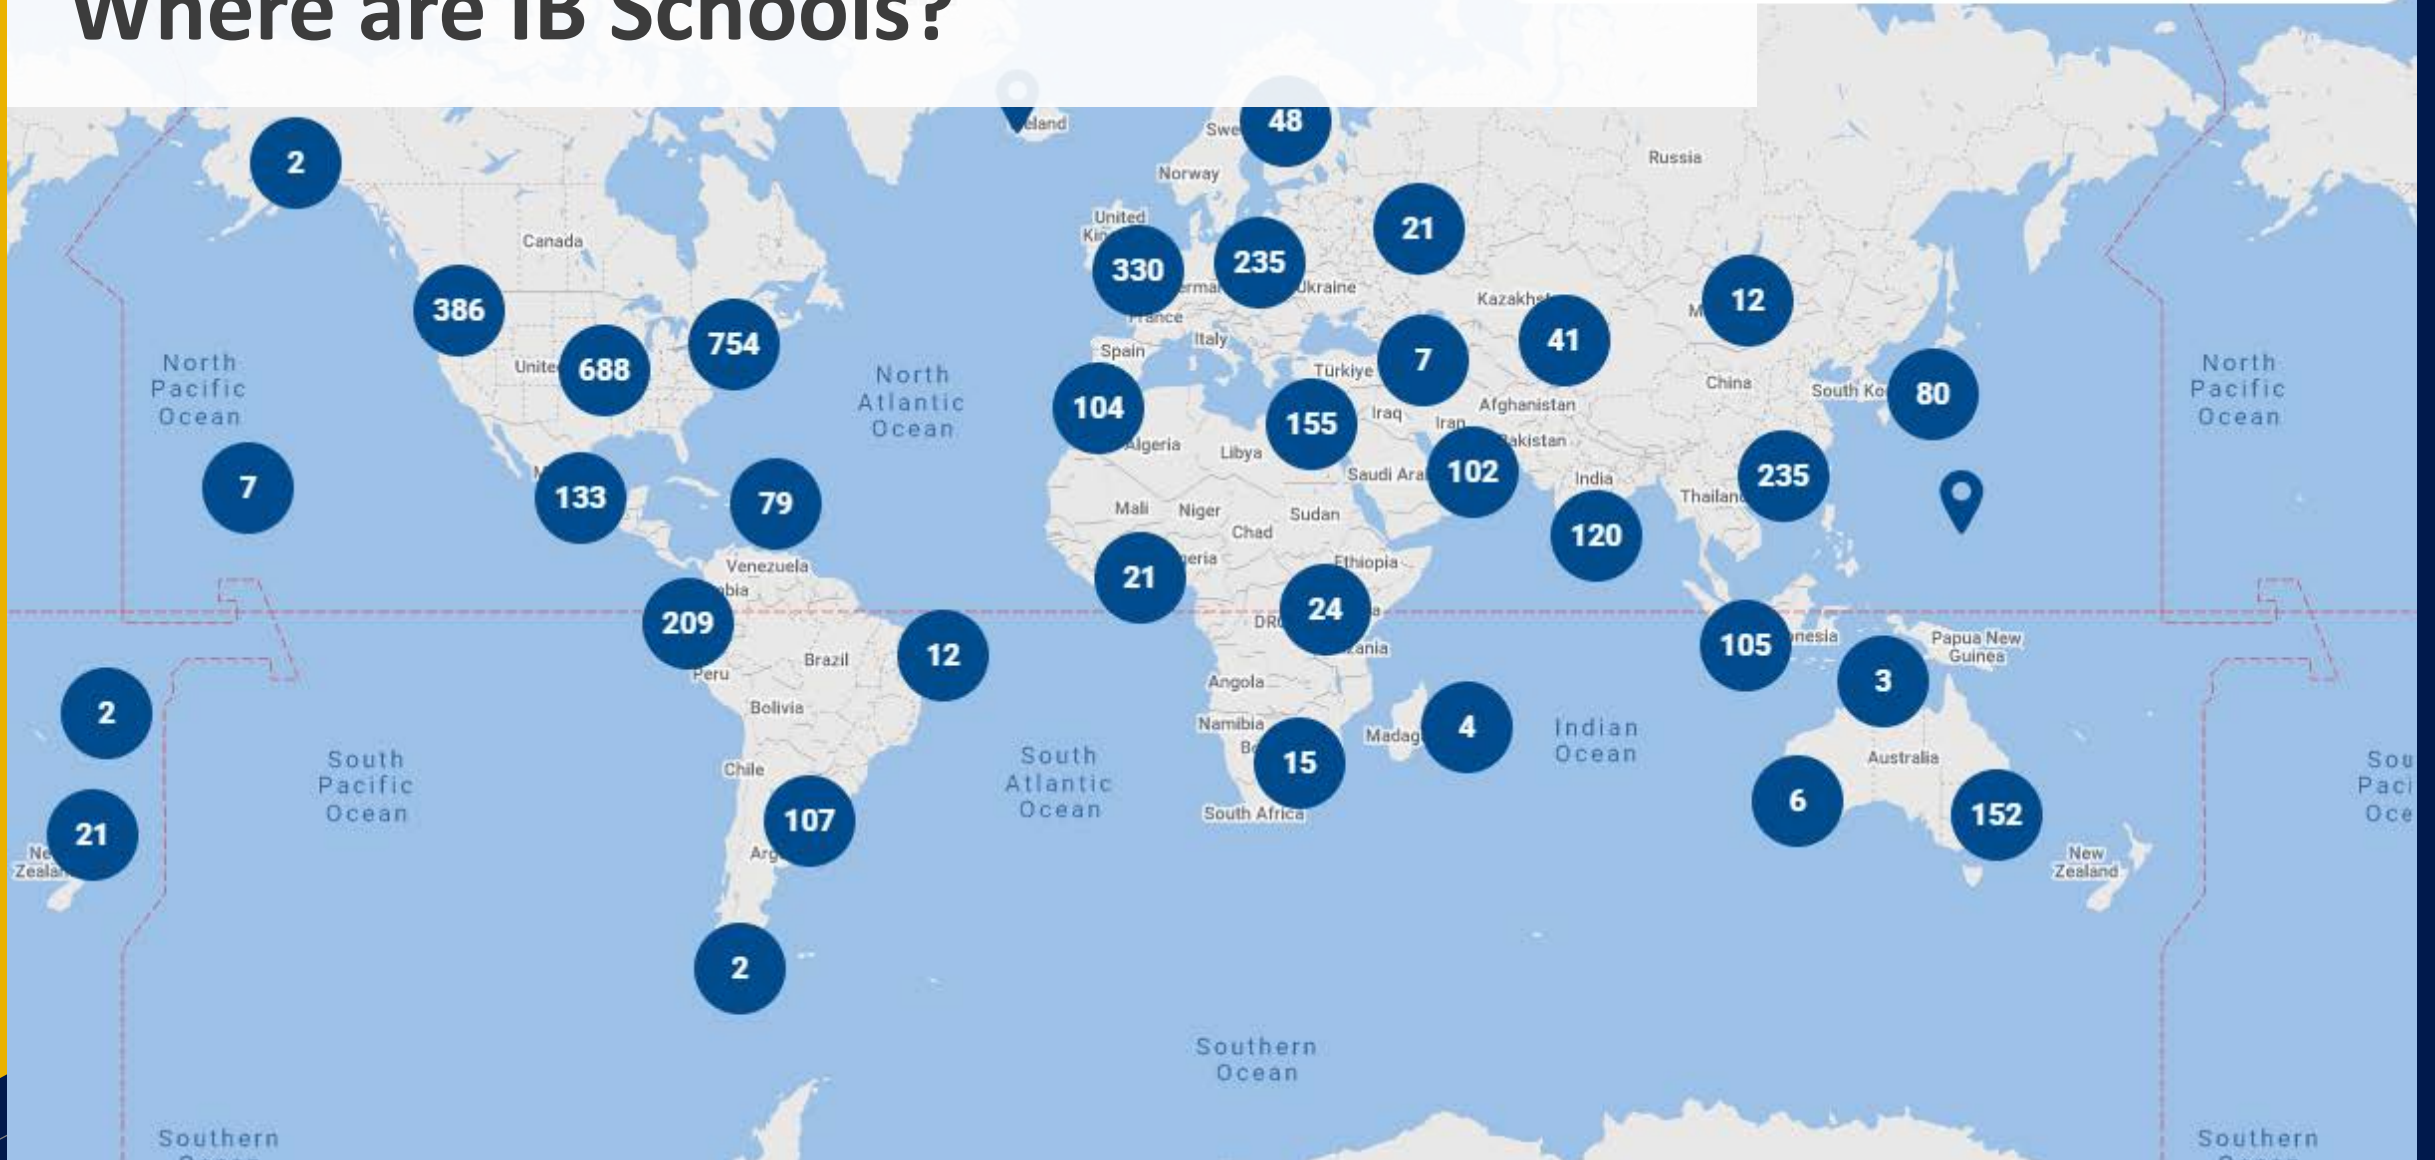 Where are IB Schools?
48
2
Russia
Norway
United
21
Canada
330
235
Ukraine
386
12
754
41
688
7
Italy
Spain
Türkiye
China
North
Pacific
Ocean
North
Atlantic
Ocean
North
Pacific
Ocean
80
104
155
Iraq
Iran
Afghanistan
Algeria
Libya
102
India
235
7
133
79
Mali
Niger
Chad
Sudan
120
21
Ethiopia
Venezuela
24
209
12
Brazil
Peru
Bolivia
105
Papua New
Guinea
3
Angola
Namibia
4
15
2
Indian
Ocean
Australia
South
Pacific
Ocean
South
Atlantic
Ocean
Chile
South Africa
107
6
152
21
New
Zealand
2
Southern
Ocean
Southern
Southern